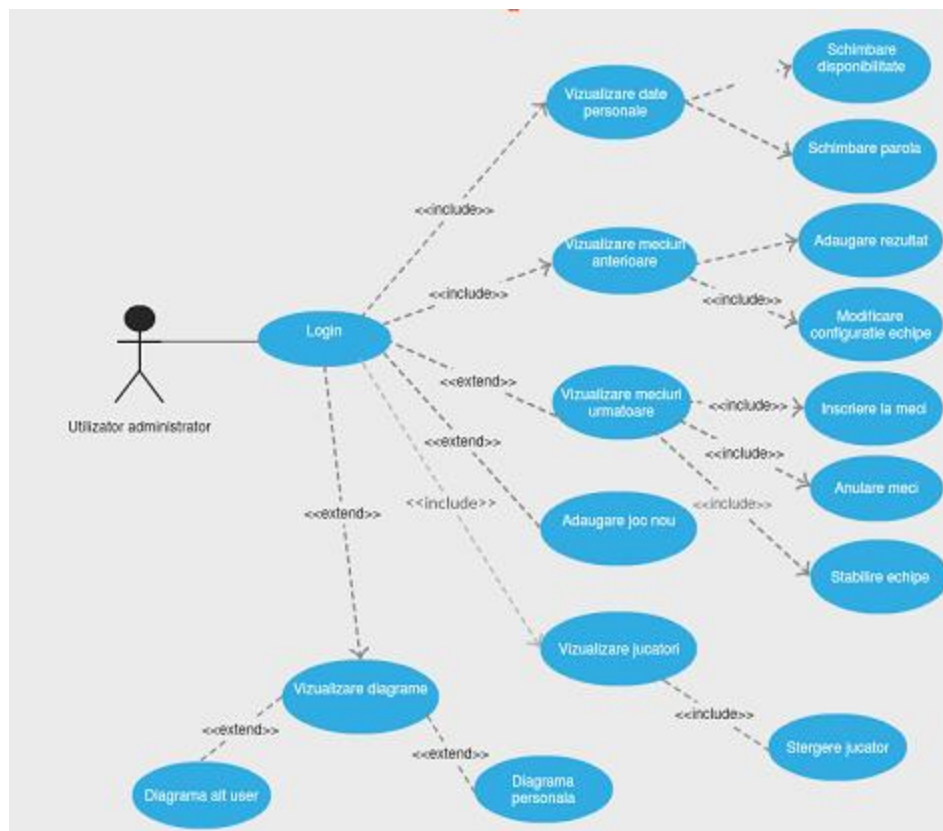 Schimbare
disponibilitate
Vizualizare date
personale
Schimbare parola
<<include>>
Adaugare rezultat
Vizualizare meciuri
anterioare
<<include>>
<<include>>
Modificare
configuratie echipe
Login
<<extend>>
Vizualizare meciuri
urmatoare
<<include>>
Inscriere la meci
Utilizator administrator
<<extend>>
<<include>>
Anulare meci
<<include>>
<<include>>
<<extend>>
Adaugare joc nou
Stabilire echipe
Vizualizare jucatori
Vizualizare diagrame
<<include>>
<<extend>>
Stergere jucator
<<extend>>
Diagrama alt user
Diagrama
personala